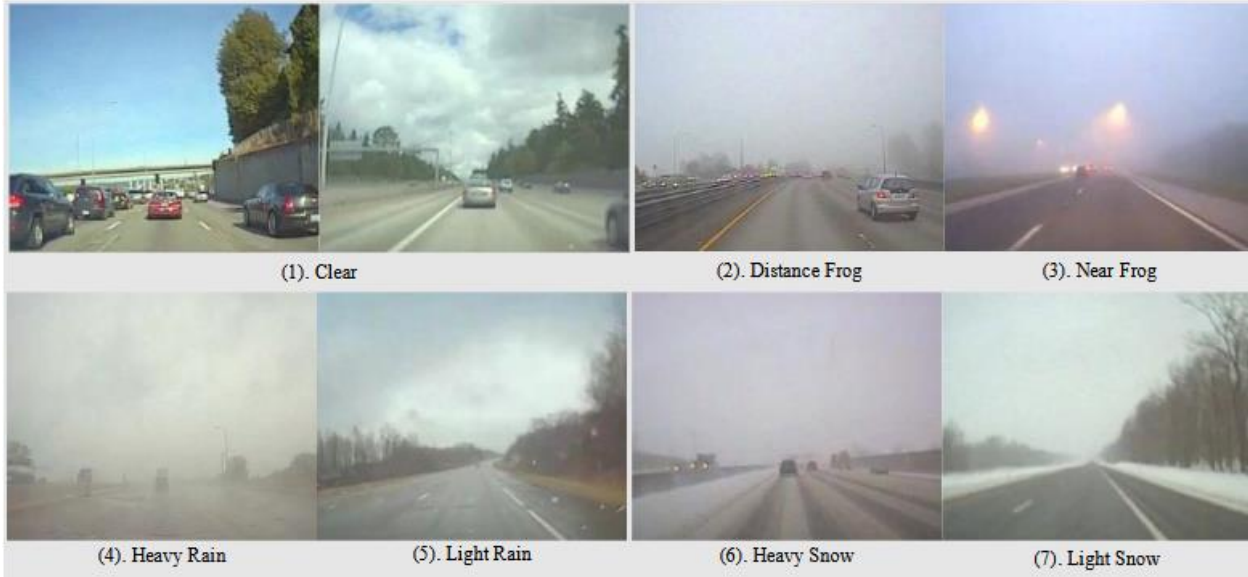 (1). Clear
(2). Distance Frog
(3). Near Frog
(4). Heavy Rain
(5). Light Rain
(6). Heavy Snow
(7). Light Snow